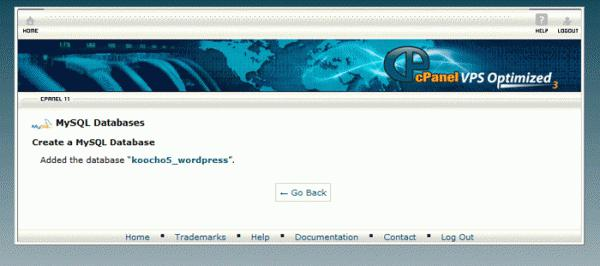 HOME
HELP LOGOUT
cPanel VPS Optimized 3
CPANEL 11
MySQL MySQL Databases
Create a MySQL Database
Added the database "koocho5_wordpress".
← Go Back
Home ▪ Trademarks ▪ Help ▪ Documentation ▪ Contact ▪ Log Out